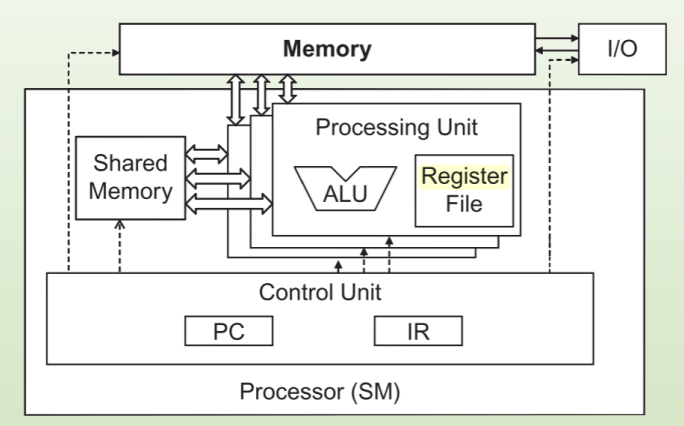 Memory
I/O
Processing Unit
Shared
Memory
ALU
Register
File
Control Unit
PC
IR
Processor (SM)